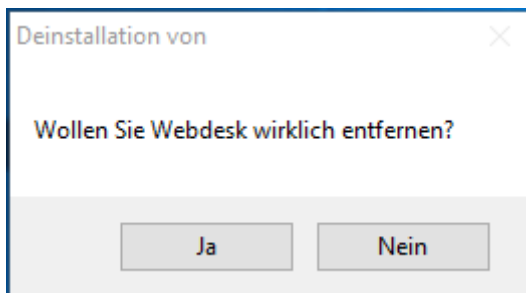 Deinstallation von
Wollen Sie Webdesk wirklich entfernen?
Ja
Nein